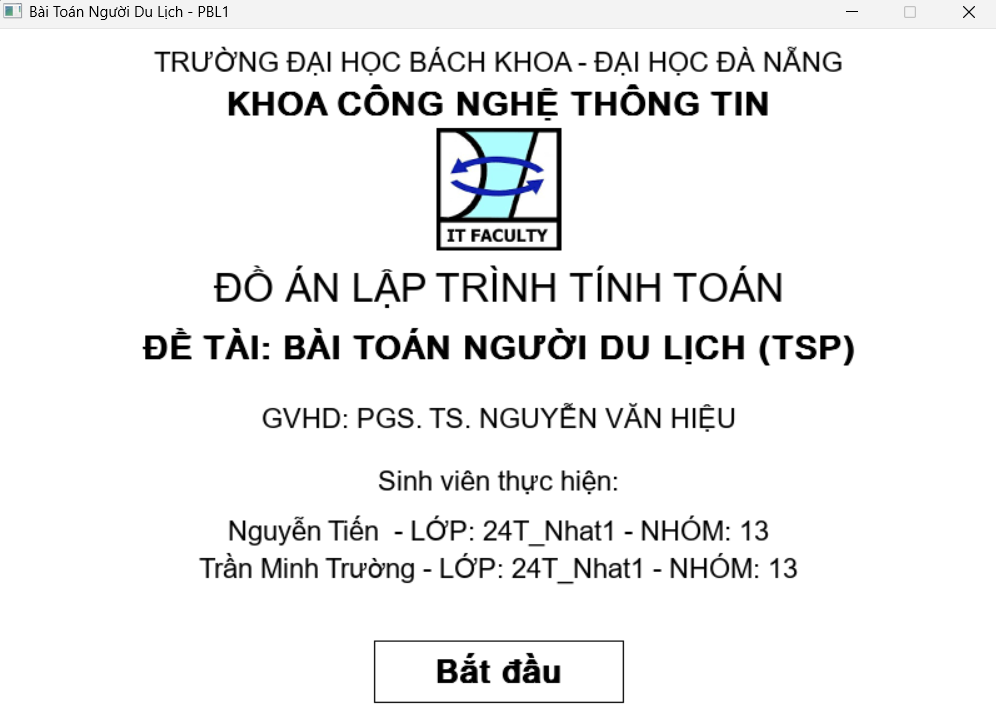 Bài Toán Người Du Lịch - PBL1
TRƯỜNG ĐẠI HỌC BÁCH KHOA - ĐẠI HỌC ĐÀ NẴNG
KHOA CÔNG NGHỆ THÔNG TIN
IT FACULTY
ĐỒ ÁN LẬP TRÌNH TÍNH TOÁN
ĐỀ TÀI: BÀI TOÁN NGƯỜI DU LỊCH (TSP)
GVHD: PGS. TS. NGUYỄN VĂN HIỆU
Sinh viên thực hiện:
Nguyễn Tiến - LỚP: 24T_Nhat1 - NHÓM: 13
Trần Minh Trường - LỚP: 24T_Nhat1 - NHÓM: 13
Bắt đầu